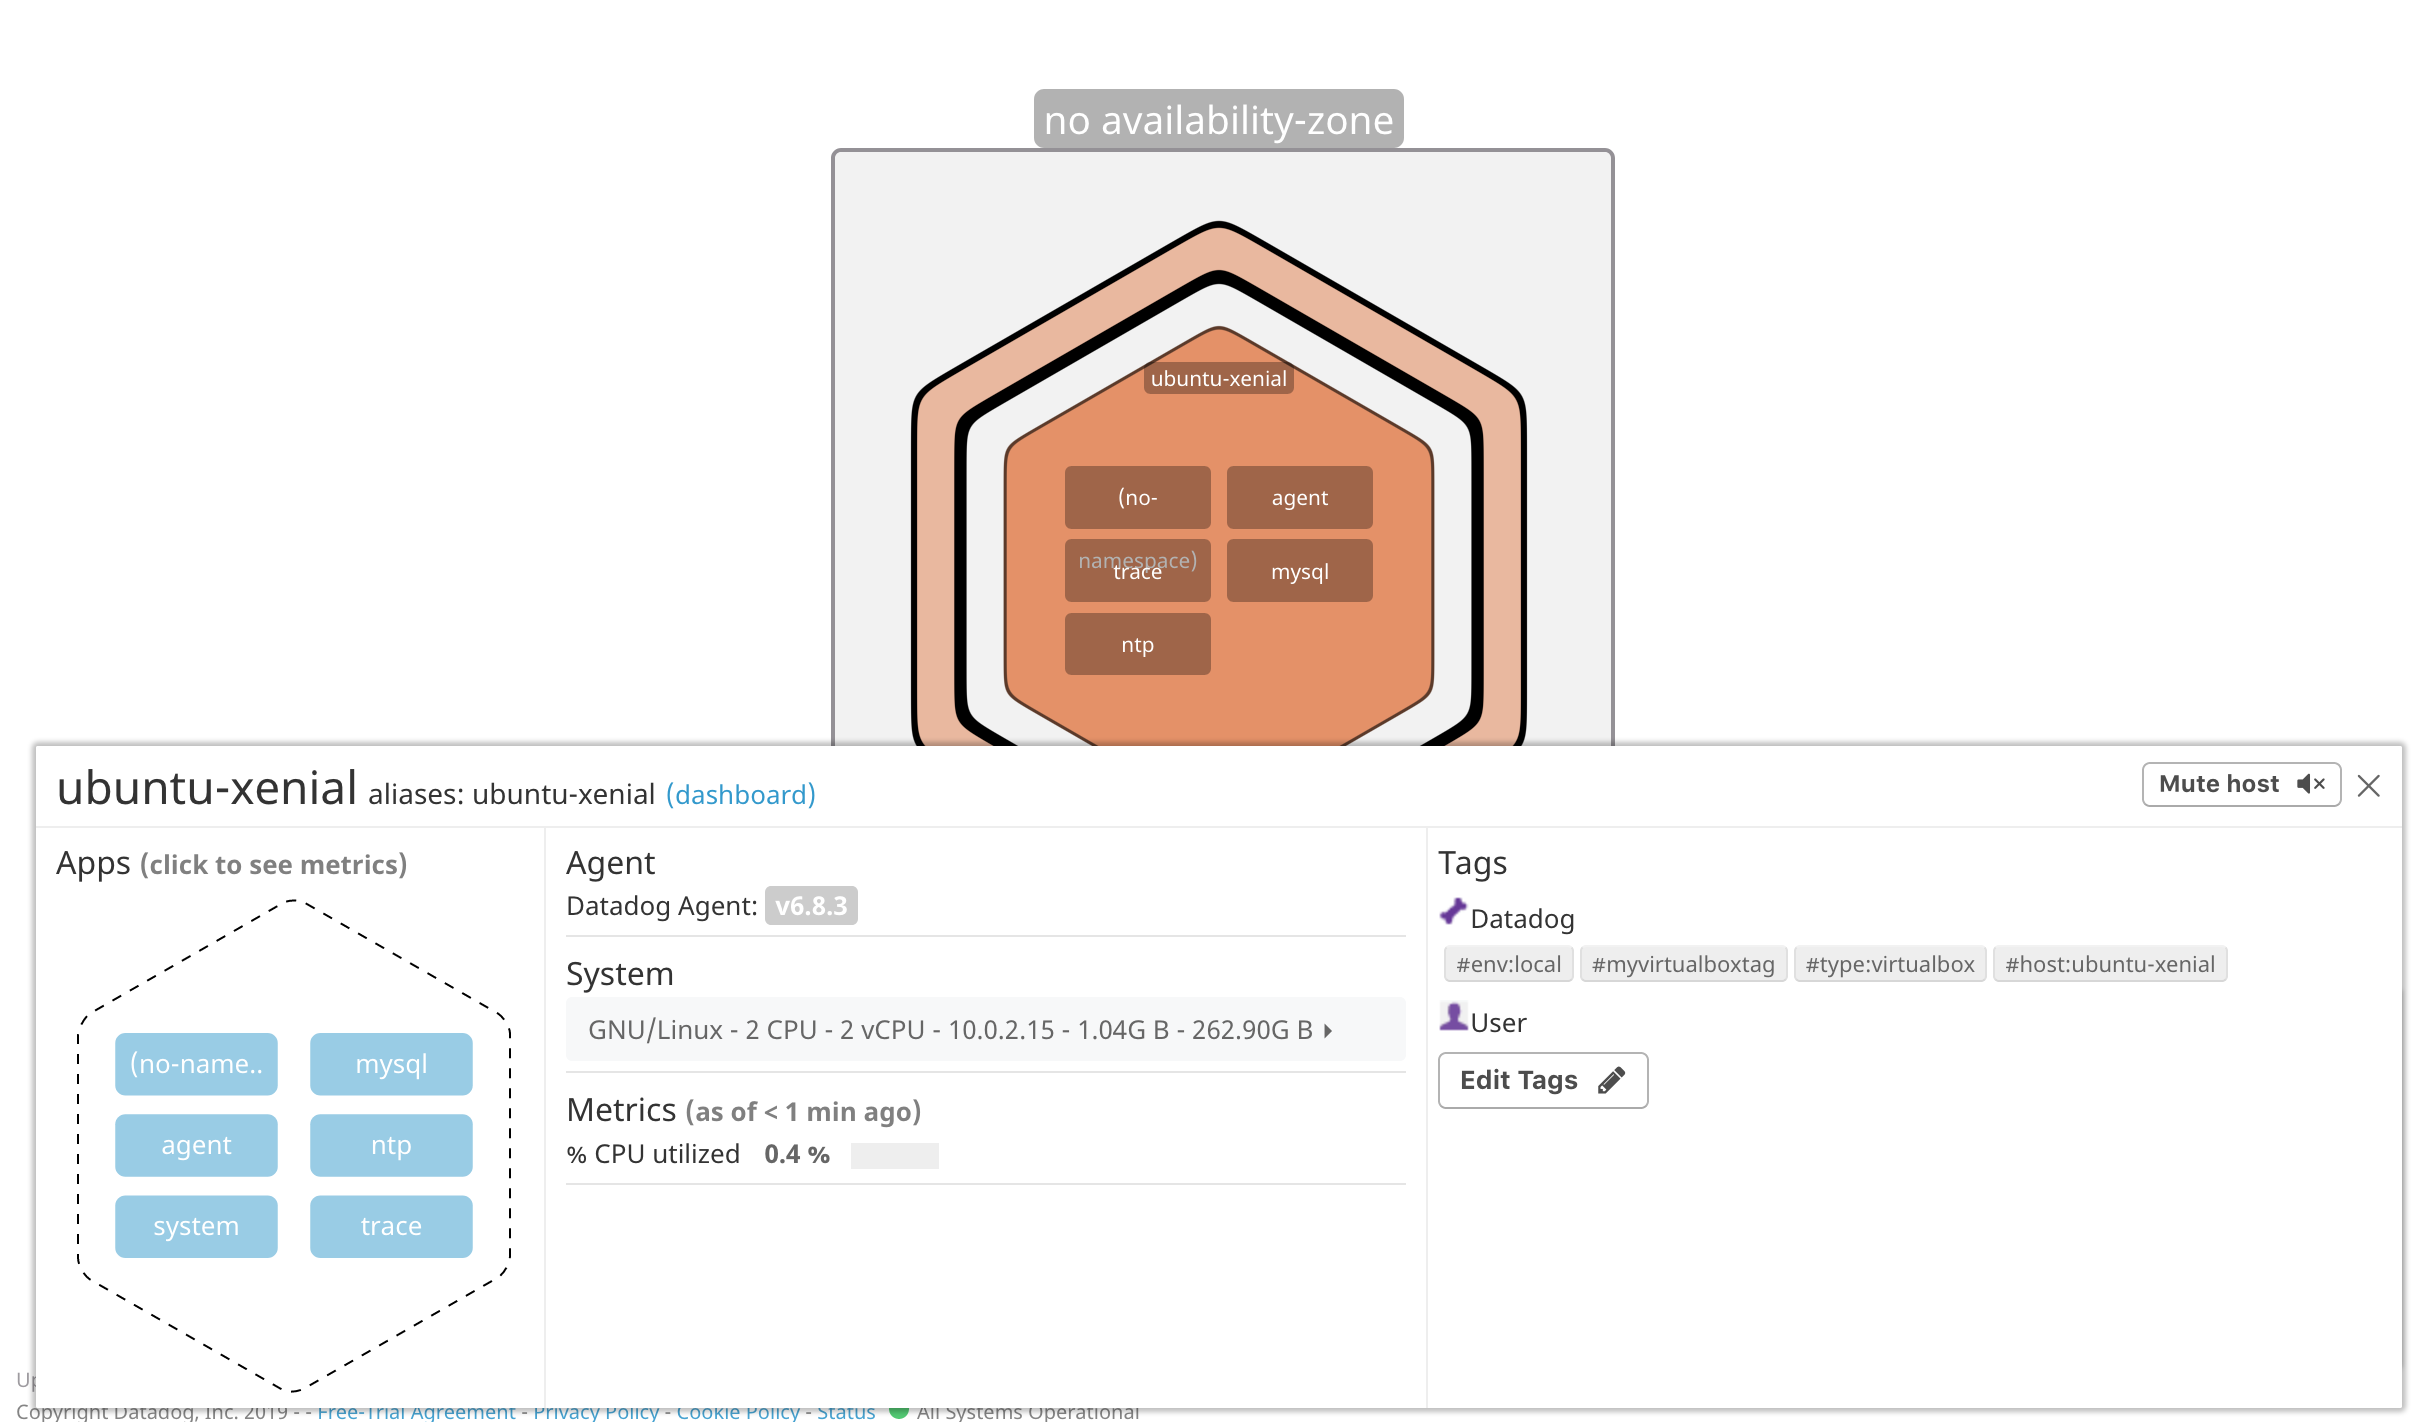 no availability-zone
ubuntu-xenial
(no-
agent
namespace)
trace
mysql
ntp
ubuntu-xenial aliases: ubuntu-xenial (dashboard)
Mute host
Apps (click to see metrics)
(no-name..
mysql
agent
ntp
system
trace
Agent
Datadog Agent: v6.8.3
System
GNU/Linux - 2 CPU - 2 vCPU - 10.0.2.15 - 1.04G B - 262.90G B
Metrics (as of < 1 min ago)
% CPU utilized 0.4 %
Tags
Datadog
#env:local #myvirtualboxtag #type:virtualbox #host:ubuntu-xenial
User
Edit Tags
Copyright Datadog, Inc. 2019 - - Free-Trial Agreement - Privacy Policy - Cookie Policy - Status All Systems Operational